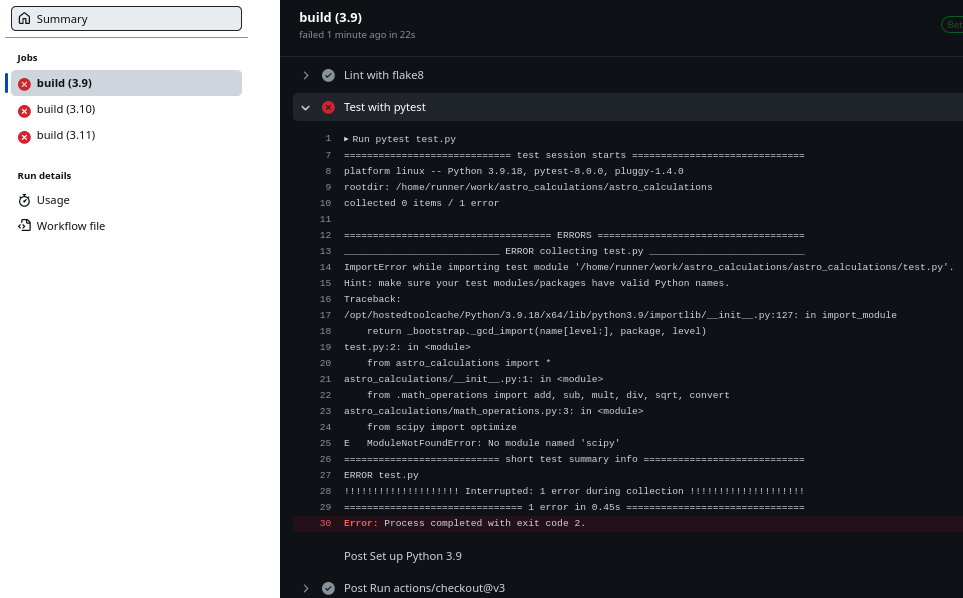 Summary
Jobs
build (3.9)
build (3.10)
build (3.11)
Run details
Usage
Workflow file
build (3.9)
failed 1 minute ago in 22s
Lint with flake8
Test with pytest
1 ▶ Run pytest test.py
7 ============================= test session starts ==============================
8 platform linux -- Python 3.9.18, pytest-8.0.0, pluggy-1.4.0
9 rootdir: /home/runner/work/astro_calculations/astro_calculations
10 collected 0 items / 1 error
11
12 ==================================== ERRORS ====================================
13 ___________________________ ERROR collecting test.py ___________________________
14 ImportError while importing test module '/home/runner/work/astro_calculations/astro_calculations/test.py'.
15 Hint: make sure your test modules/packages have valid Python names.
16 Traceback:
17 /opt/hostedtoolcache/Python/3.9.18/x64/lib/python3.9/importlib/__init__.py:127: in import_module
18     return _bootstrap._gcd_import(name[level:], package, level)
19 test.py:2: in <module>
20     from astro_calculations import *
21 astro_calculations/__init__.py:1: in <module>
22     from .math_operations import add, sub, mult, div, sqrt, convert
23 astro_calculations/math_operations.py:3: in <module>
24     from scipy import optimize
25 E   ModuleNotFoundError: No module named 'scipy'
26 =========================== short test summary info ============================
27 ERROR test.py
28 !!!!!!!!!!!!!!!!!!!! Interrupted: 1 error during collection !!!!!!!!!!!!!!!!!!!!
29 =============================== 1 error in 0.45s ===============================
30 Error: Process completed with exit code 2.
Post Set up Python 3.9
Post Run actions/checkout@v3